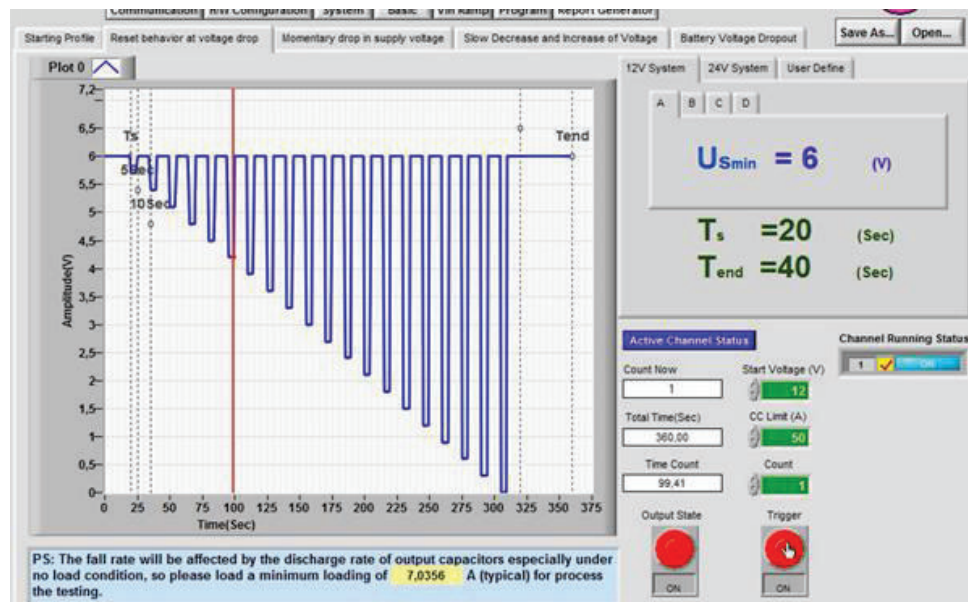 Communication R/W Configuration System Basic Vin Ramp Program Report Generator
Starting Profile Reset behavior at voltage drop Momentary drop in supply voltage Slow Decrease and Increase of Voltage Battery Voltage Dropout Save As... Open...
Plot 0
12V System 24V System User Define
A B C D
USmin = 6 (V)
Ts =20 (Sec)
Tend =40 (Sec)
7,2-
6,5-
6-
5,5-
5-
4,5-
4-
3,5-
3-
2,5-
2-
1,5-
1-
0,5-
0-
Amplitude(V)
Ts
5Sec
10Sec
Tend
0 25 50 75 100 125 150 175 200 225 250 275 300 325 350 375
Time(Sec)
Active Channel Status
Channel Running Status
1 ON
Count Now
1
Start Voltage (V)
12
Total Time(Sec)
360,00
CC Limit (A)
50
Time Count
99,41
Count
1
Output State
ON
Trigger
ON
PS: The fall rate will be affected by the discharge rate of output capacitors especially under
no load condition, so please load a minimum loading of 7,0356 A (typical) for process
the testing.